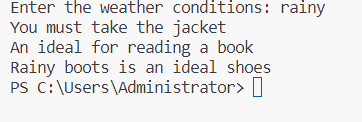 Enter the weather conditions: rainy
You must take the jacket
An ideal for reading a book
Rainy boots is an ideal shoes
PS C:\Users\Administrator>